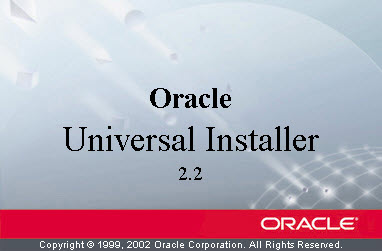 Oracle
Universal Installer
2.2
ORACLE®
Copyright © 1999, 2002 Oracle Corporation. All Rights Reserved.